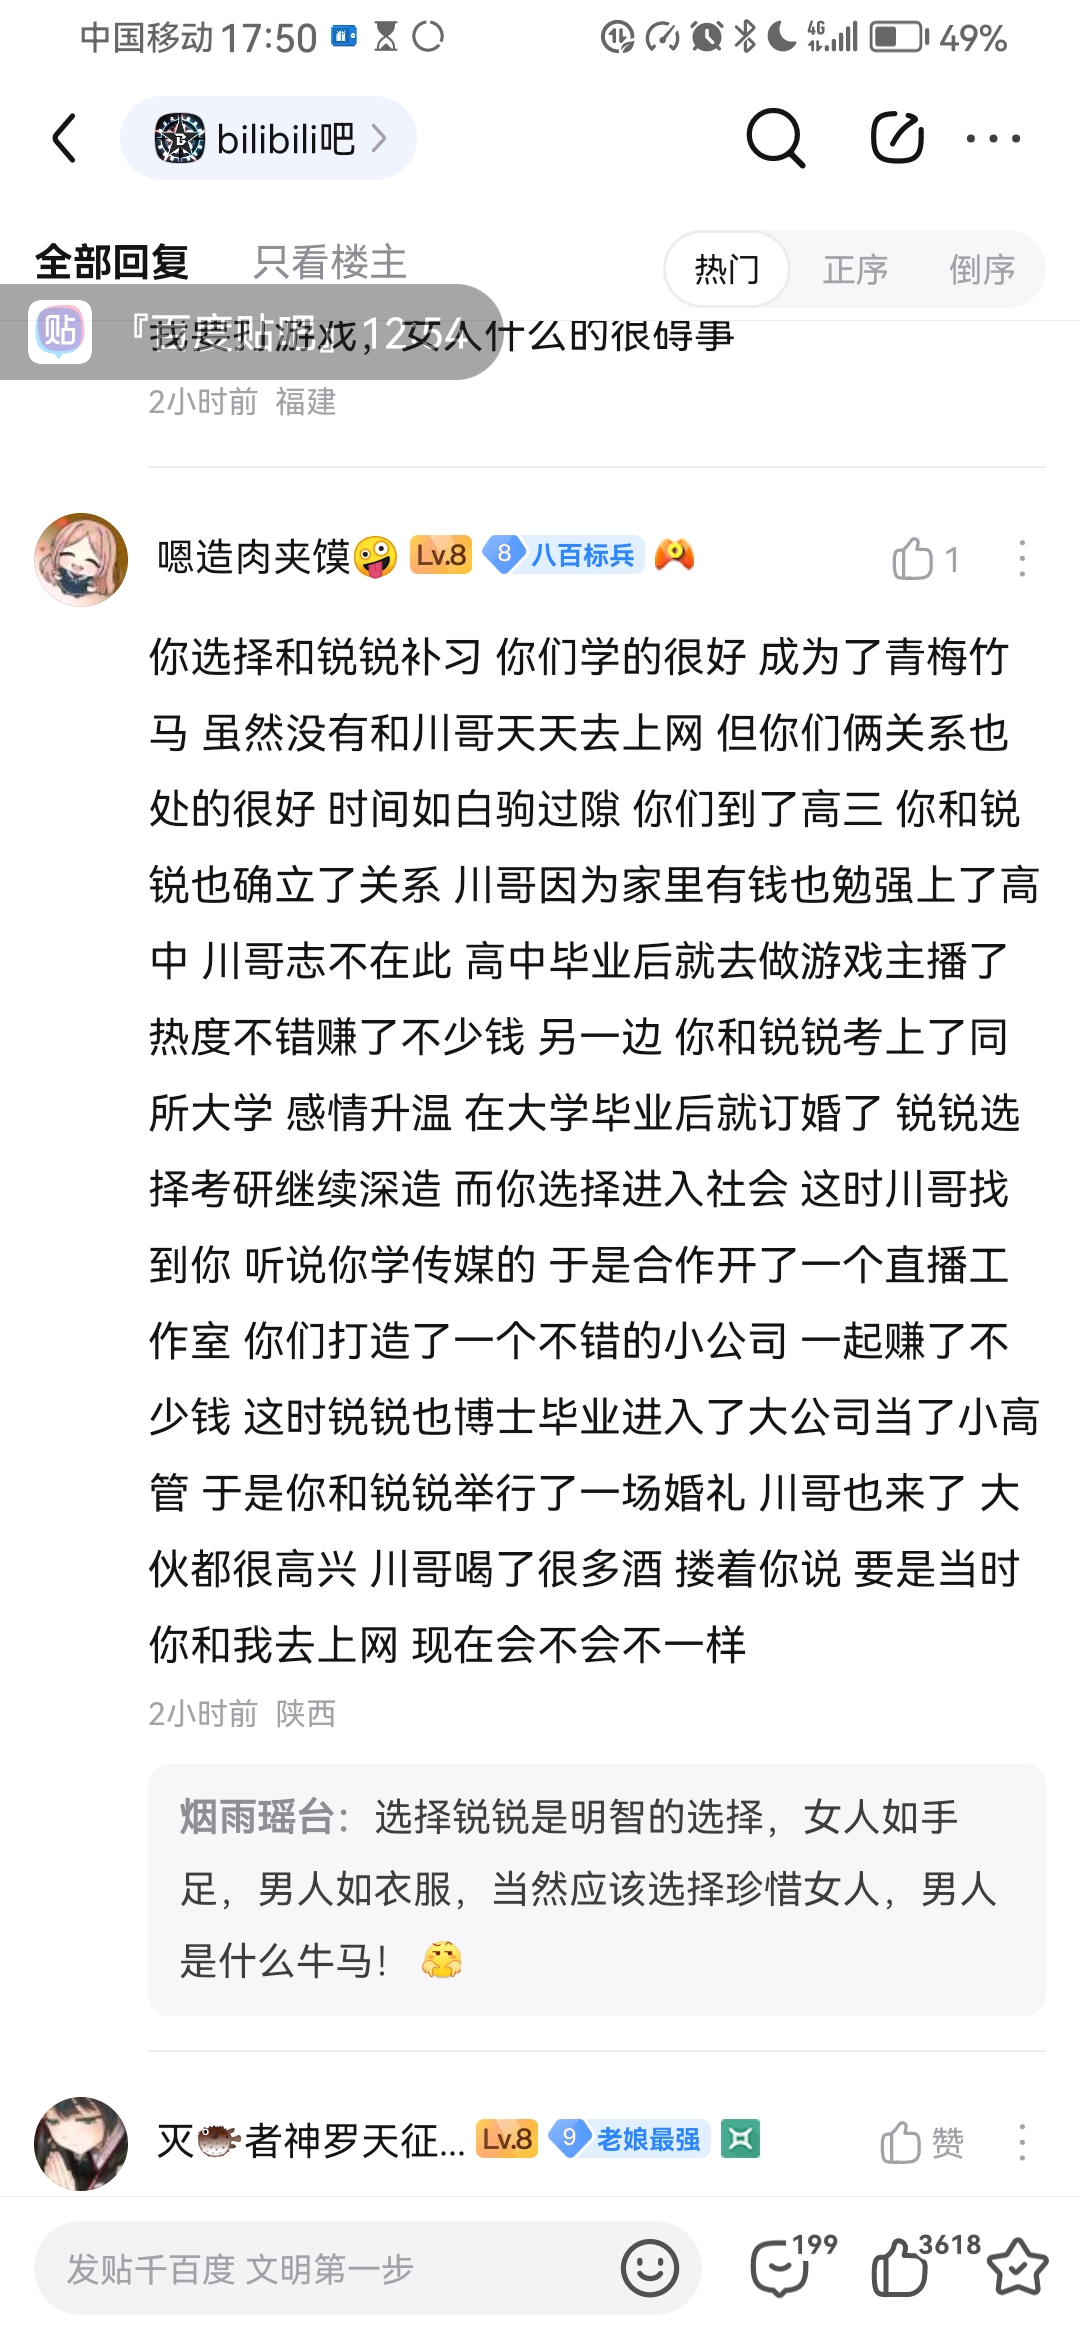 中国移动 17:50 4G 49%
bilibili吧
全部回复 只看楼主 热门 正序 倒序
贴 『百度贴吧』 12:54
我要打游戏，女人什么的很碍事
2小时前 福建
嗯造肉夹馍🤪 Lv.8 8 八百标兵 1
你选择和锐锐补习 你们学的很好 成为了青梅竹
马 虽然没有和川哥天天去上网 但你们俩关系也
处的很好 时间如白驹过隙 你们到了高三 你和锐
锐也确立了关系 川哥因为家里有钱也勉强上了高
中 川哥志不在此 高中毕业后就去做游戏主播了
热度不错赚了不少钱 另一边 你和锐锐考上了同
所大学 感情升温 在大学毕业后就订婚了 锐锐选
择考研继续深造 而你选择进入社会 这时川哥找
到你 听说你学传媒的 于是合作开了一个直播工
作室 你们打造了一个不错的小公司 一起赚了不
少钱 这时锐锐也博士毕业进入了大公司当了小高
管 于是你和锐锐举行了一场婚礼 川哥也来了 大
伙都很高兴 川哥喝了很多酒 搂着你说 要是当时
你和我去上网 现在会不会不一样
2小时前 陕西
烟雨瑶台：选择锐锐是明智的选择，女人如手
足，男人如衣服，当然应该选择珍惜女人，男人
是什么牛马！
灭🐡者神罗天征... Lv.8 9 老娘最强 赞
发贴千百度 文明第一步 199 3618